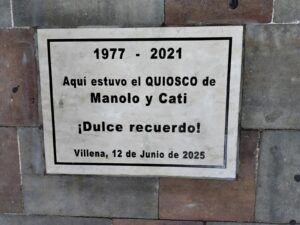 1977 - 2021
Aquí estuvo el QUIOSCO de
Manolo y Cati
¡Dulce recuerdo!
Villena, 12 de Junio de 2025